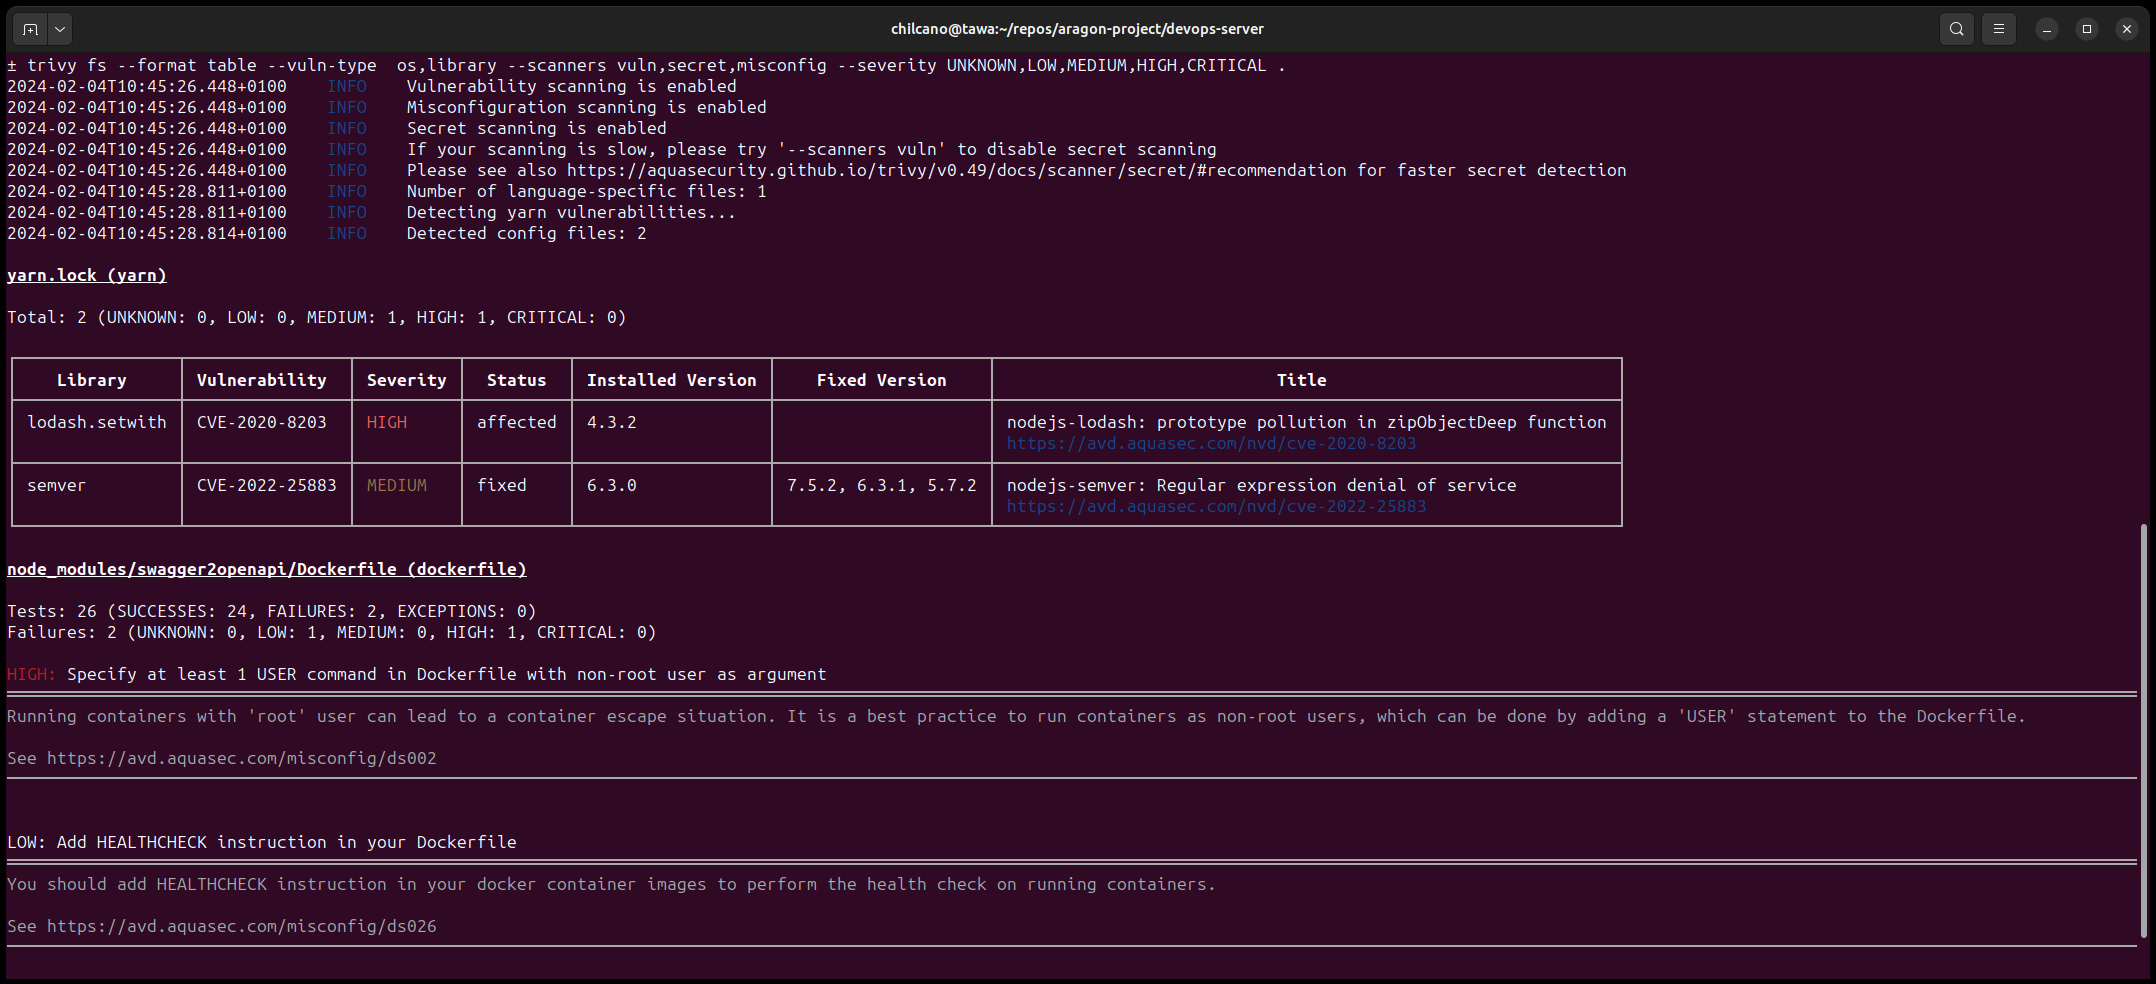 chilcano@tawa:~/repos/aragon-project/devops-server
± trivy fs --format table --vuln-type  os,library --scanners vuln,secret,misconfig --severity UNKNOWN,LOW,MEDIUM,HIGH,CRITICAL .
2024-02-04T10:45:26.448+0100    INFO    Vulnerability scanning is enabled
2024-02-04T10:45:26.448+0100    INFO    Misconfiguration scanning is enabled
2024-02-04T10:45:26.448+0100    INFO    Secret scanning is enabled
2024-02-04T10:45:26.448+0100    INFO    If your scanning is slow, please try '--scanners vuln' to disable secret scanning
2024-02-04T10:45:26.448+0100    INFO    Please see also https://aquasecurity.github.io/trivy/v0.49/docs/scanner/secret/#recommendation for faster secret detection
2024-02-04T10:45:28.811+0100    INFO    Number of language-specific files: 1
2024-02-04T10:45:28.811+0100    INFO    Detecting yarn vulnerabilities...
2024-02-04T10:45:28.814+0100    INFO    Detected config files: 2
yarn.lock (yarn)
Total: 2 (UNKNOWN: 0, LOW: 0, MEDIUM: 1, HIGH: 1, CRITICAL: 0)
Library Vulnerability Severity Status Installed Version Fixed Version Title
lodash.setwith CVE-2020-8203 HIGH affected 4.3.2 nodejs-lodash: prototype pollution in zipObjectDeep function
https://avd.aquasec.com/nvd/cve-2020-8203
semver CVE-2022-25883 MEDIUM fixed 6.3.0 7.5.2, 6.3.1, 5.7.2 nodejs-semver: Regular expression denial of service
https://avd.aquasec.com/nvd/cve-2022-25883
node_modules/swagger2openapi/Dockerfile (dockerfile)
Tests: 26 (SUCCESSES: 24, FAILURES: 2, EXCEPTIONS: 0)
Failures: 2 (UNKNOWN: 0, LOW: 1, MEDIUM: 0, HIGH: 1, CRITICAL: 0)
HIGH: Specify at least 1 USER command in Dockerfile with non-root user as argument
Running containers with 'root' user can lead to a container escape situation. It is a best practice to run containers as non-root users, which can be done by adding a 'USER' statement to the Dockerfile.
See https://avd.aquasec.com/misconfig/ds002
LOW: Add HEALTHCHECK instruction in your Dockerfile
You should add HEALTHCHECK instruction in your docker container images to perform the health check on running containers.
See https://avd.aquasec.com/misconfig/ds026